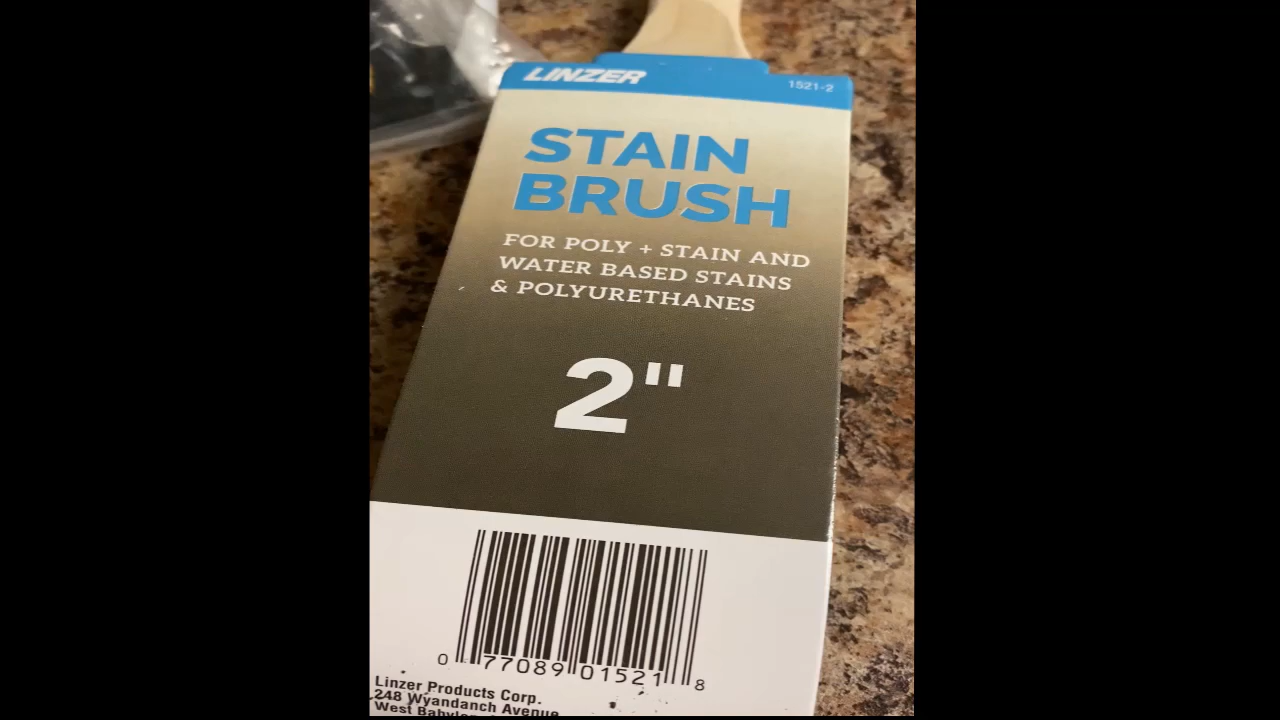 LINZER 1521-2
STAIN
BRUSH
FOR POLY + STAIN AND
WATER BASED STAINS
& POLYURETHANES
2"
0 77089 01521 8
Linzer Products Corp.
248 Wyandanch Avenue
West